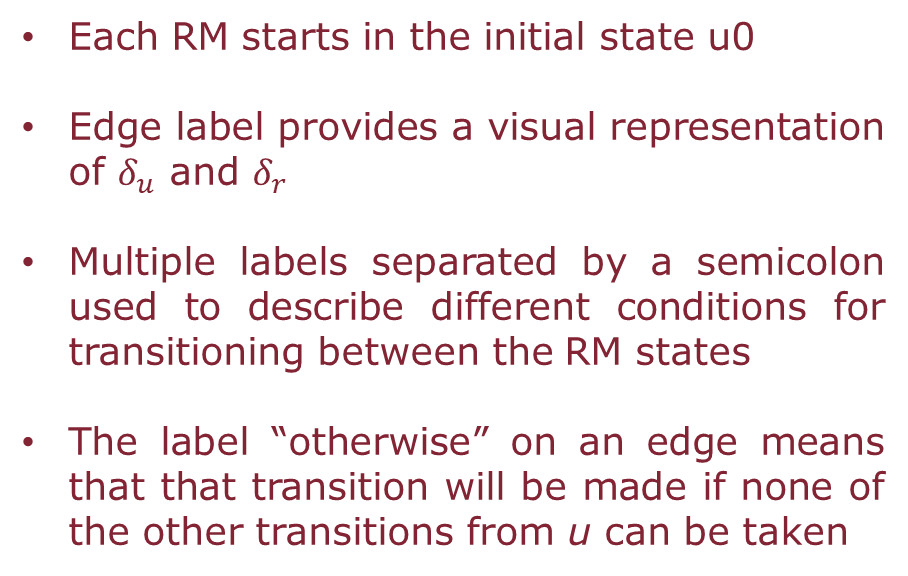 • Each RM starts in the initial state u0
• Edge label provides a visual representation
of δᵤ and δᵣ
• Multiple labels separated by a semicolon
used to describe different conditions for
transitioning between the RM states
• The label “otherwise” on an edge means
that that transition will be made if none of
the other transitions from u can be taken